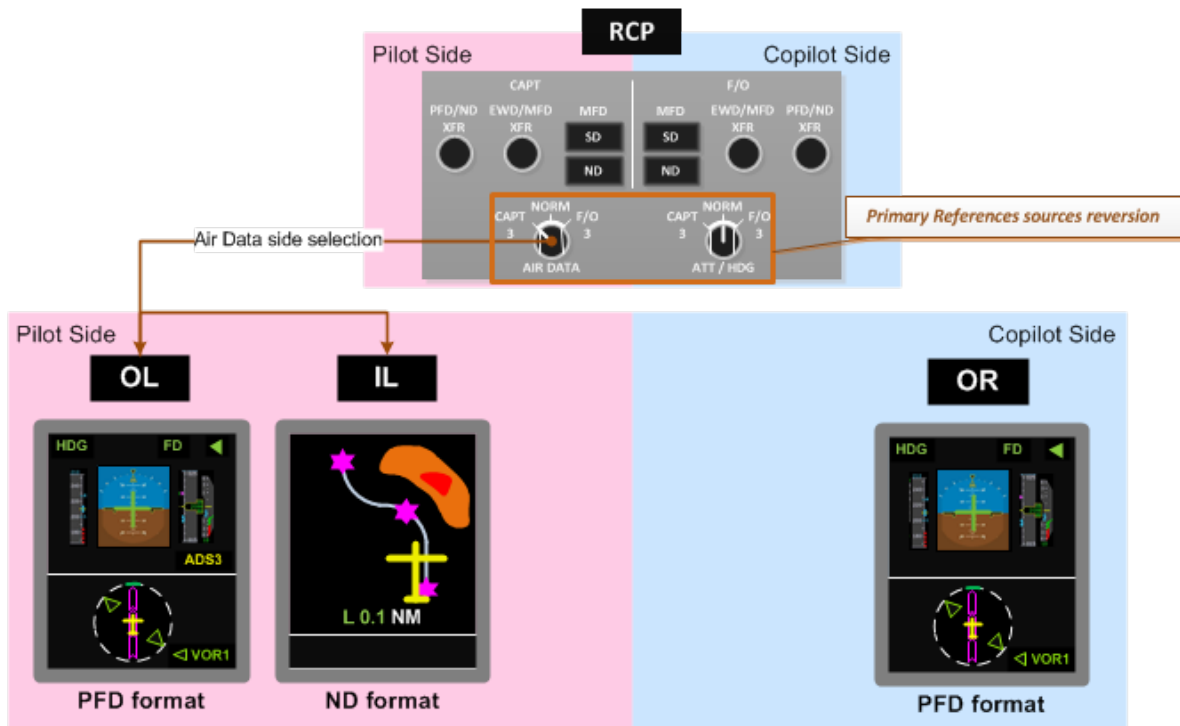 RCP
Pilot Side
Copilot Side
CAPT
F/O
PFD/ND
XFR
EWD/MFD
XFR
MFD
MFD
EWD/MFD
XFR
PFD/ND
XFR
SD
SD
ND
ND
CAPT
3
NORM
F/O
3
AIR DATA
CAPT
3
NORM
F/O
3
ATT / HDG
Primary References sources reversion
Air Data side selection
Pilot Side
Copilot Side
OL
IL
OR
HDG FD
ADS3
VOR1
L 0.1 NM
HDG FD
VOR1
PFD format
ND format
PFD format